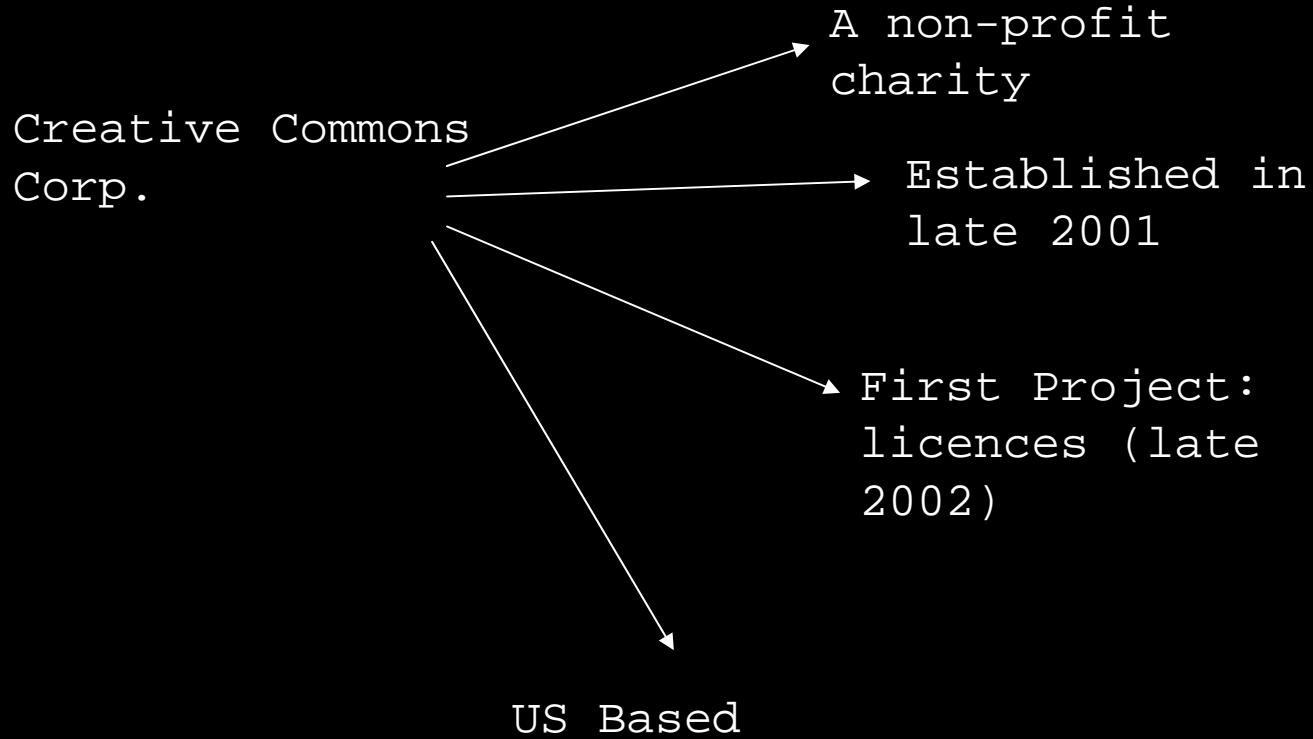 A non-profit
charity
Creative Commons
Corp.
Established in
late 2001
First Project:
licences (late
2002)
US Based